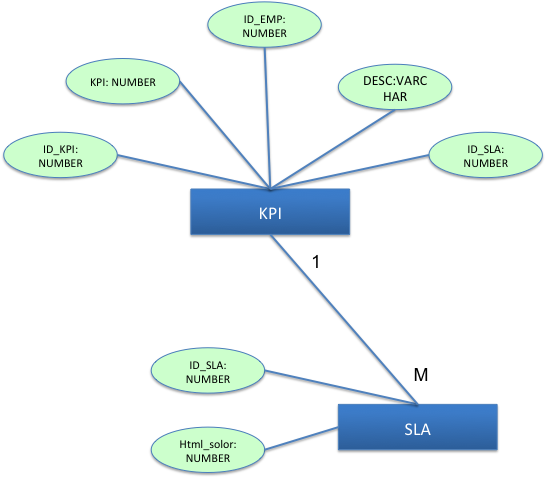 ID_EMP:
NUMBER
KPI: NUMBER
DESC:VARC
HAR
ID_KPI:
NUMBER
ID_SLA:
NUMBER
KPI
1
ID_SLA:
NUMBER
M
SLA
Html_solor:
NUMBER